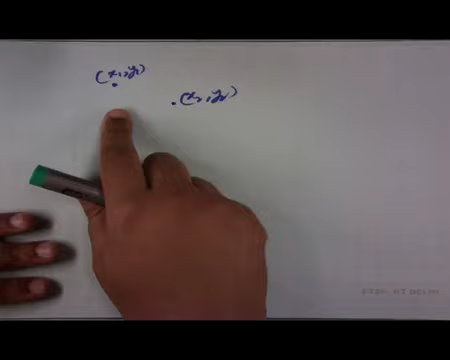 (x₁, y₁)
.(x₂, y₂)